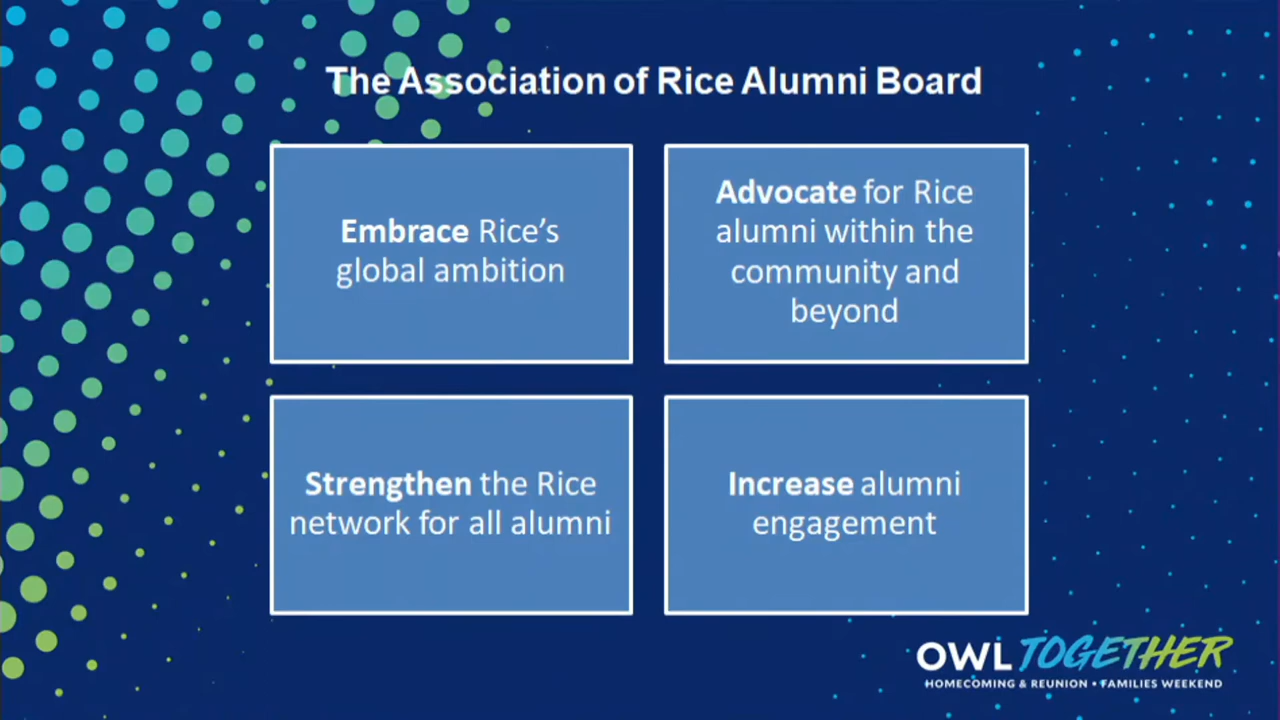 The Association of Rice Alumni Board
Embrace Rice’s
global ambition
Advocate for Rice
alumni within the
community and
beyond
Strengthen the Rice
network for all alumni
Increase alumni
engagement
OWL TOGETHER
HOMECOMING & REUNION • FAMILIES WEEKEND